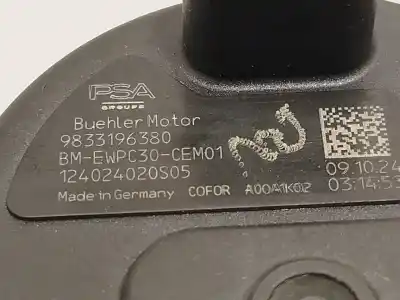 PSA
GROUPE
Buehler Motor
9833196380
BM-EWPC30-CEM01
124024020S05
Made in Germany COFOR A00A1K02
09.10.24
03:14:53